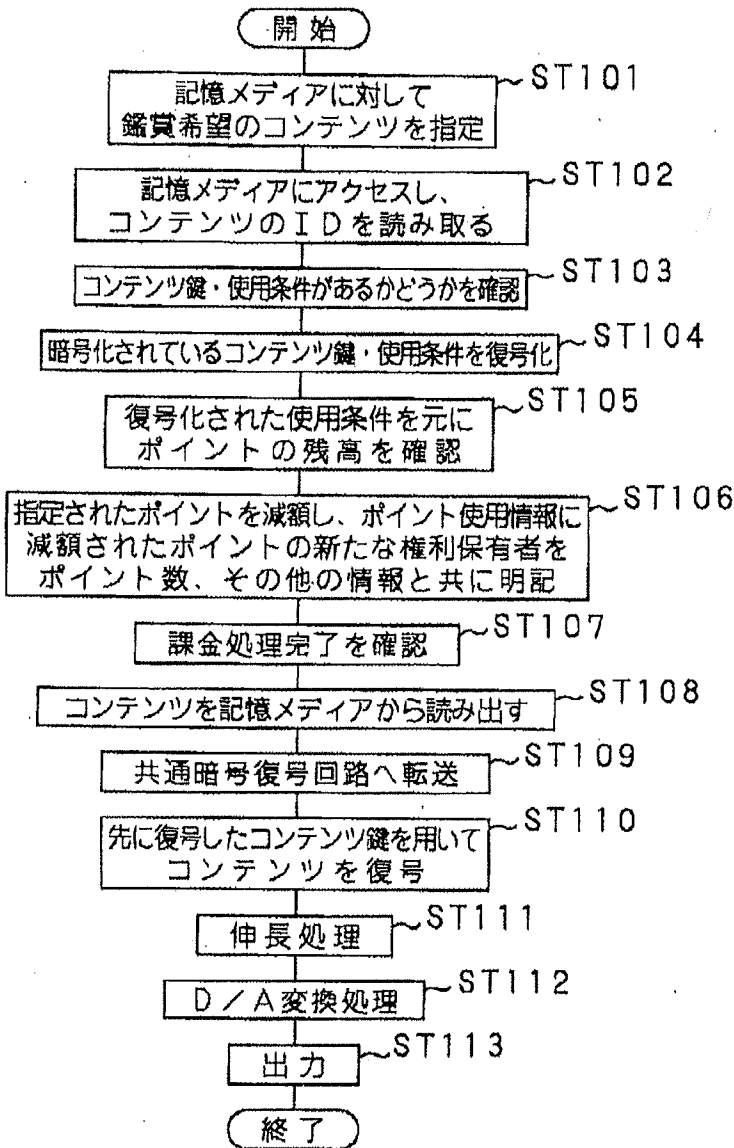 開始
ST101
記憶メディアに対して
鑑賞希望のコンテンツを指定
ST102
記憶メディアにアクセスし、
コンテンツのＩＤを読み取る
ST103
コンテンツ鍵・使用条件があるかどうかを確認
ST104
暗号化されているコンテンツ鍵・使用条件を復号化
ST105
復号化された使用条件を元に
ポイントの残高を確認
ST106
指定されたポイントを減額し、ポイント使用情報に
減額されたポイントの新たな権利保有者を
ポイント数、その他の情報と共に明記
ST107
課金処理完了を確認
ST108
コンテンツを記憶メディアから読み出す
ST109
共通暗号復号回路へ転送
ST110
先に復号したコンテンツ鍵を用いて
コンテンツを復号
ST111
伸長処理
ST112
Ｄ／Ａ変換処理
ST113
出力
終了